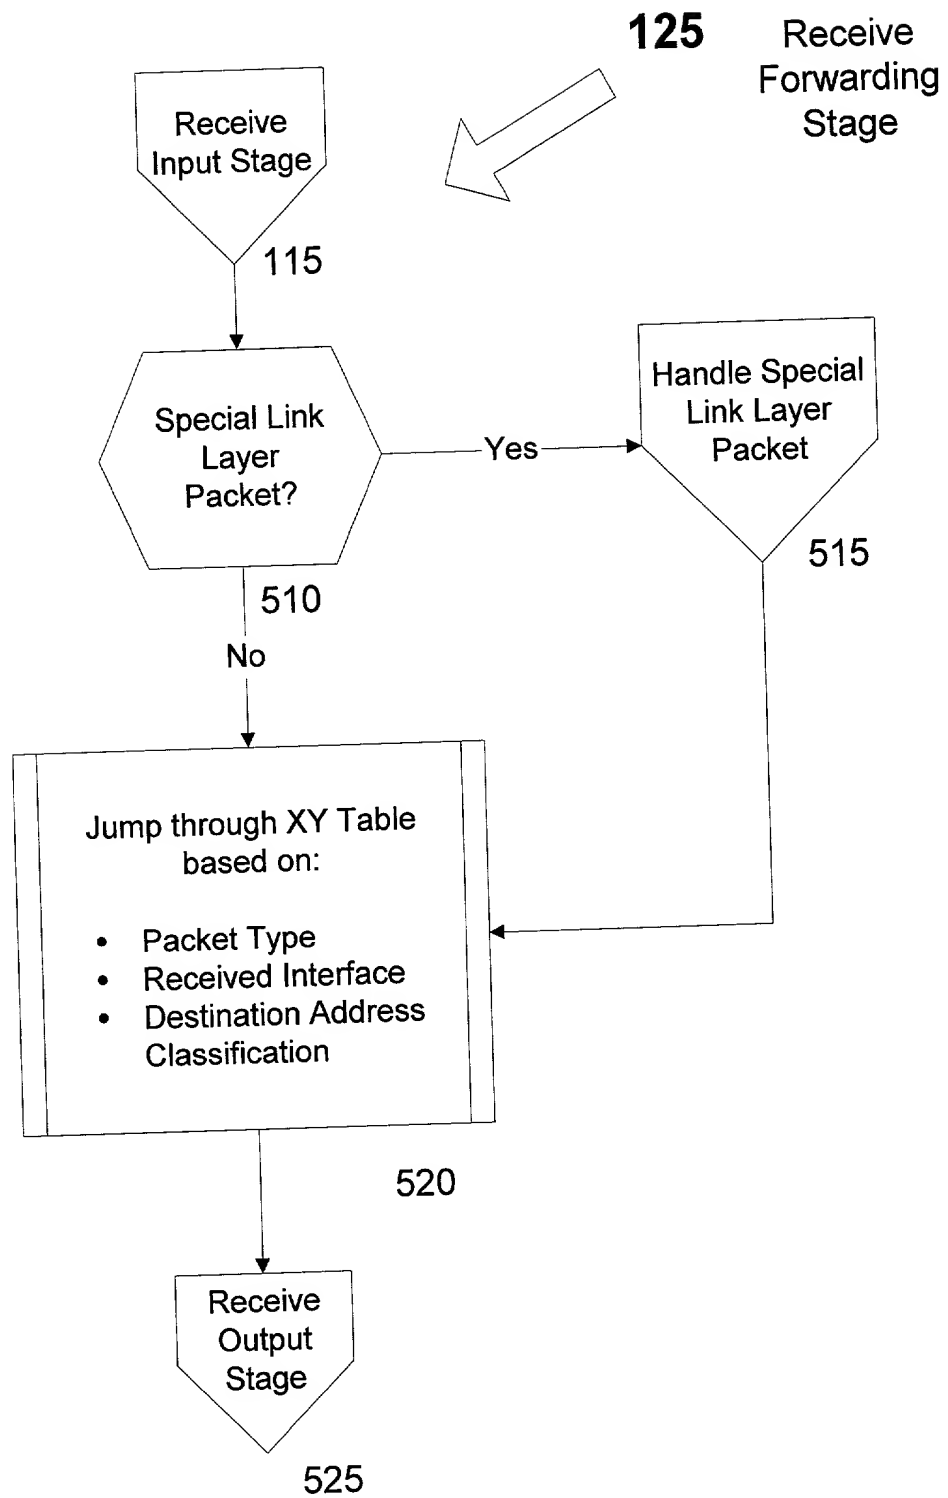 125
Receive
Forwarding
Stage
Receive
Input Stage
115
Special Link
Layer
Packet?
510
Yes
Handle Special
Link Layer
Packet
515
No
Jump through XY Table
based on:
• Packet Type
• Received Interface
• Destination Address
Classification
520
Receive
Output
Stage
525